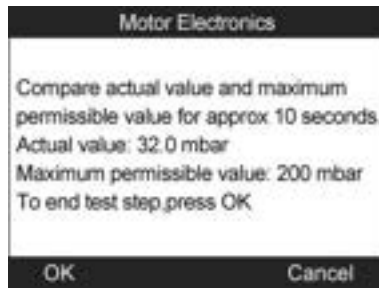 Motor Electronics
Compare actual value and maximum
permissible value for approx 10 seconds.
Actual value: 32.0 mbar
Maximum permissible value: 200 mbar
To end test step,press OK
OK Cancel